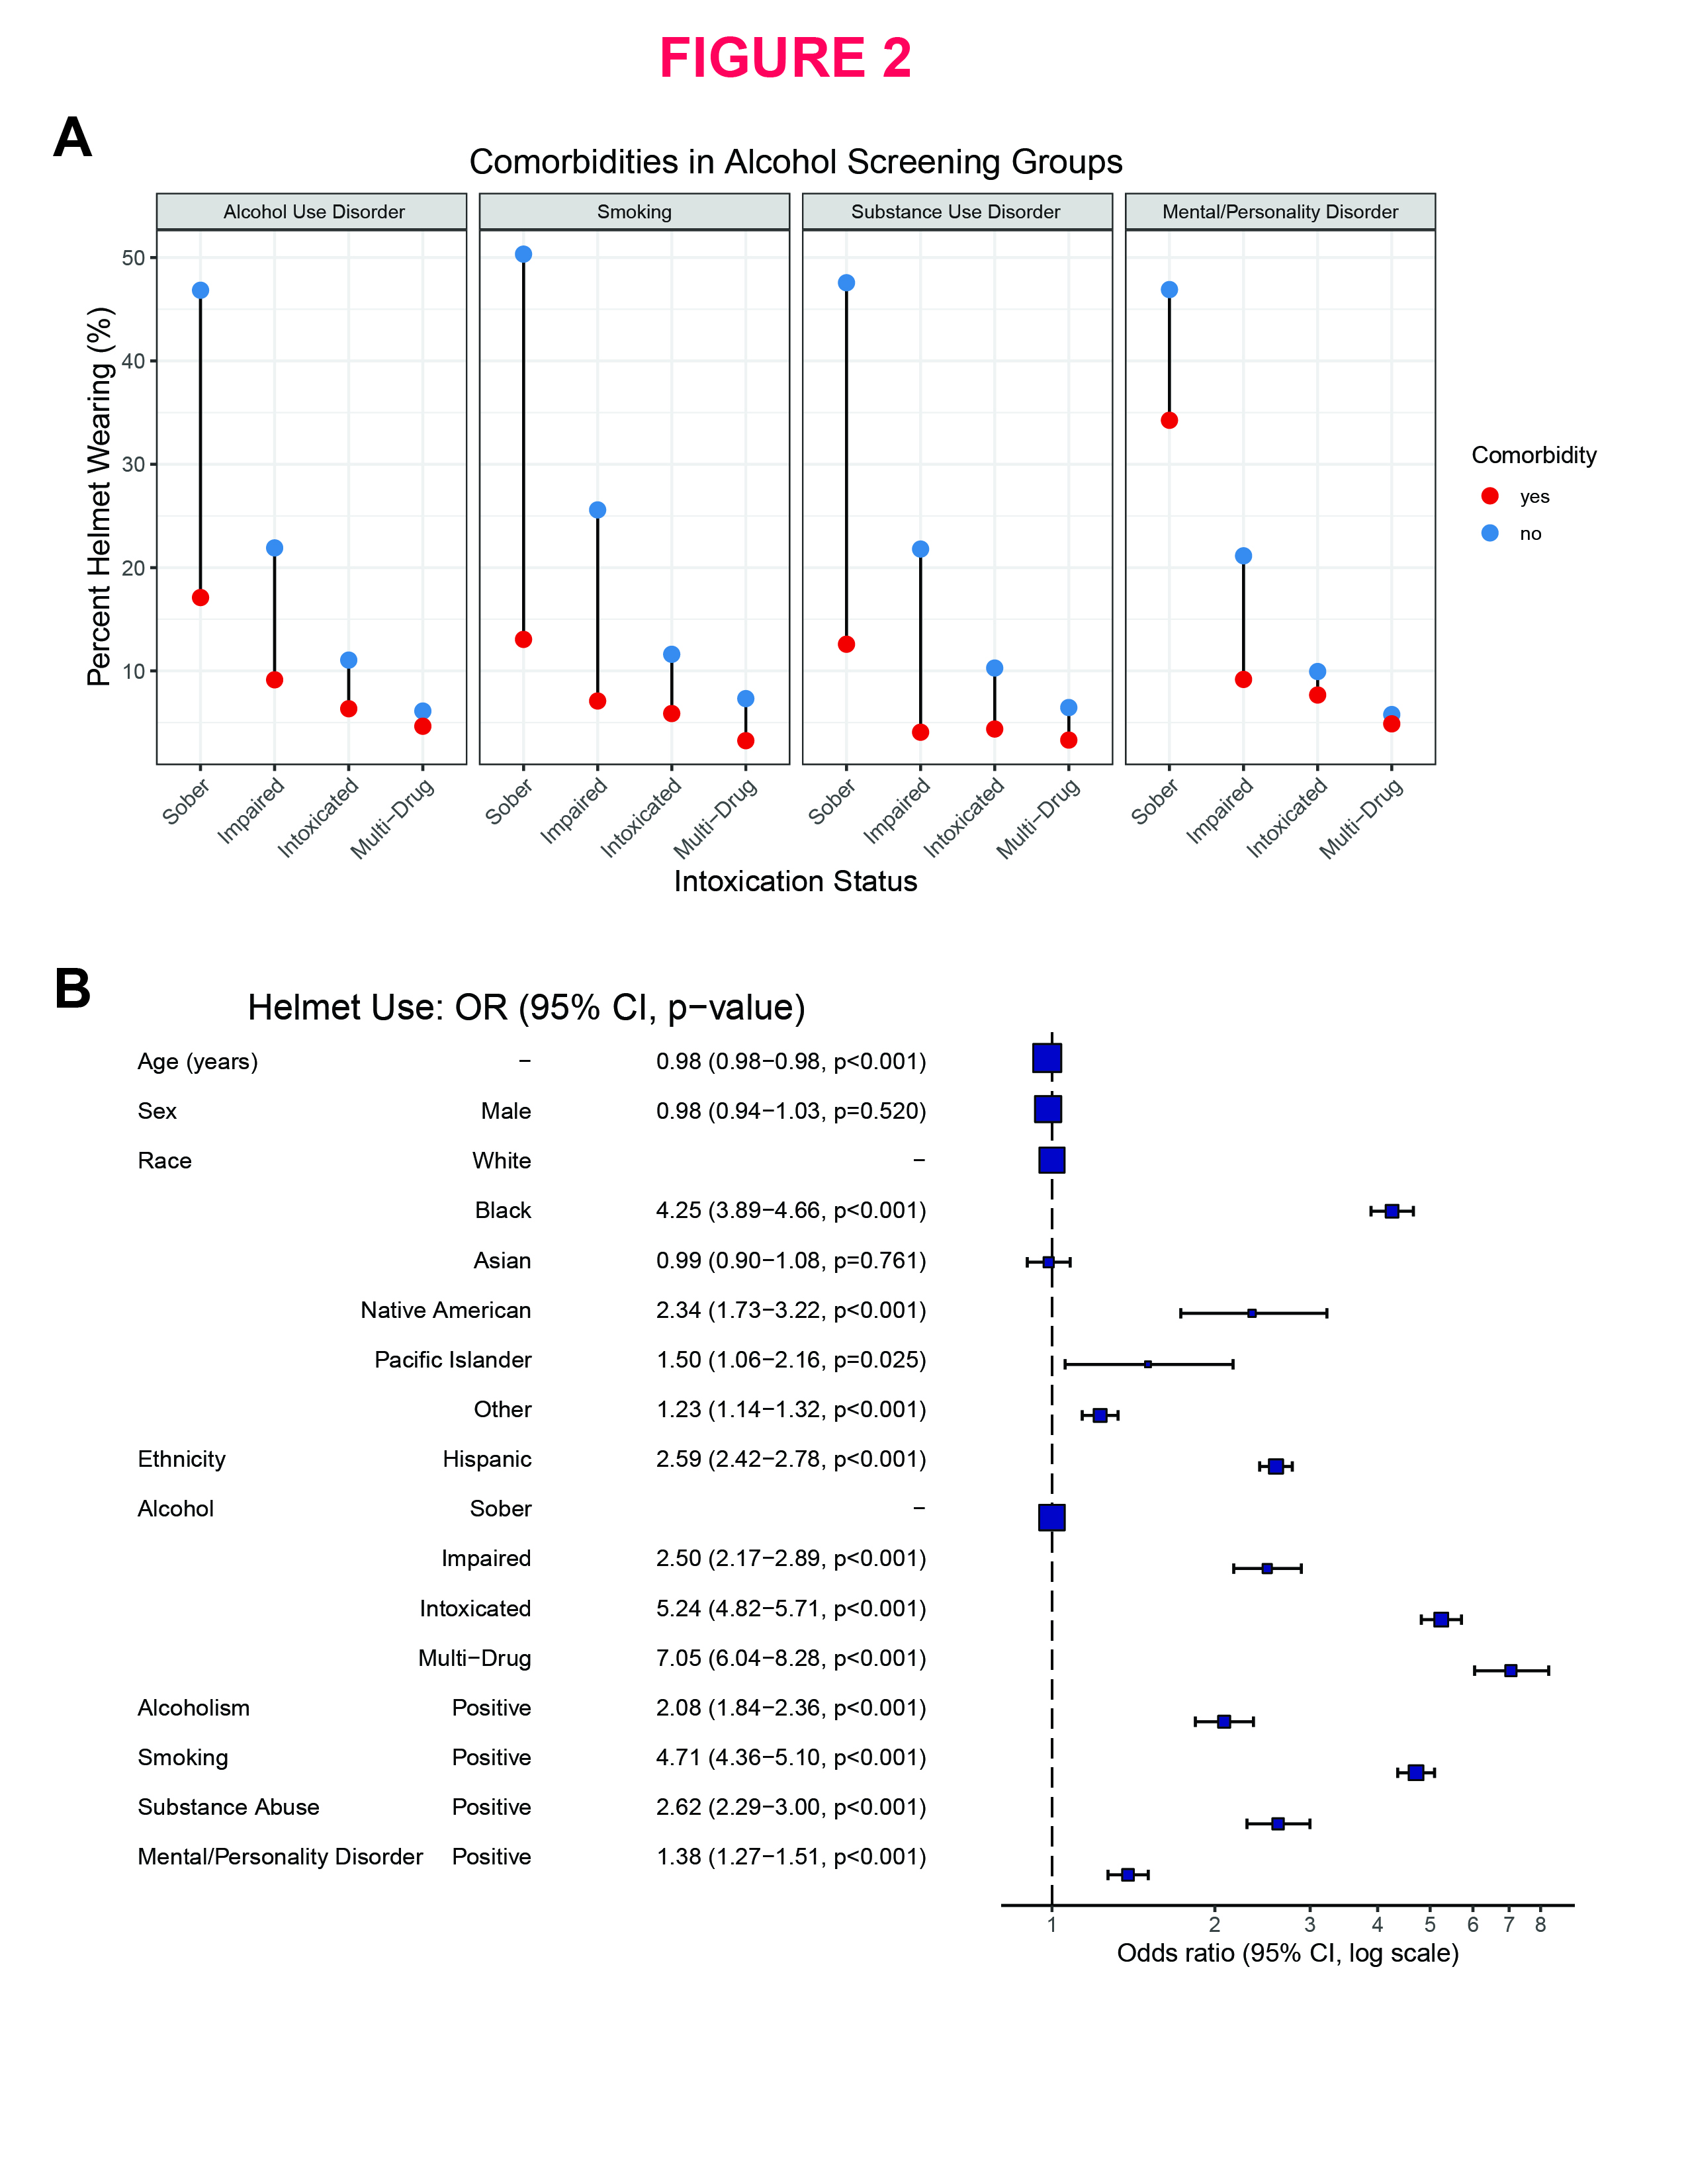 FIGURE 2
A
Comorbidities in Alcohol Screening Groups
Alcohol Use Disorder
Smoking
Substance Use Disorder
Mental/Personality Disorder
Percent Helmet Wearing (%)
50
40
30
20
10
Comorbidity
yes
no
Sober
Impaired
Intoxicated
Multi−Drug
Sober
Impaired
Intoxicated
Multi−Drug
Sober
Impaired
Intoxicated
Multi−Drug
Sober
Impaired
Intoxicated
Multi−Drug
Intoxication Status
B
Helmet Use: OR (95% CI, p−value)
Age (years) − 0.98 (0.98−0.98, p<0.001)
Sex Male 0.98 (0.94−1.03, p=0.520)
Race White −
Black 4.25 (3.89−4.66, p<0.001)
Asian 0.99 (0.90−1.08, p=0.761)
Native American 2.34 (1.73−3.22, p<0.001)
Pacific Islander 1.50 (1.06−2.16, p=0.025)
Other 1.23 (1.14−1.32, p<0.001)
Ethnicity Hispanic 2.59 (2.42−2.78, p<0.001)
Alcohol Sober −
Impaired 2.50 (2.17−2.89, p<0.001)
Intoxicated 5.24 (4.82−5.71, p<0.001)
Multi−Drug 7.05 (6.04−8.28, p<0.001)
Alcoholism Positive 2.08 (1.84−2.36, p<0.001)
Smoking Positive 4.71 (4.36−5.10, p<0.001)
Substance Abuse Positive 2.62 (2.29−3.00, p<0.001)
Mental/Personality Disorder Positive 1.38 (1.27−1.51, p<0.001)
1 2 3 4 5 6 7 8
Odds ratio (95% CI, log scale)